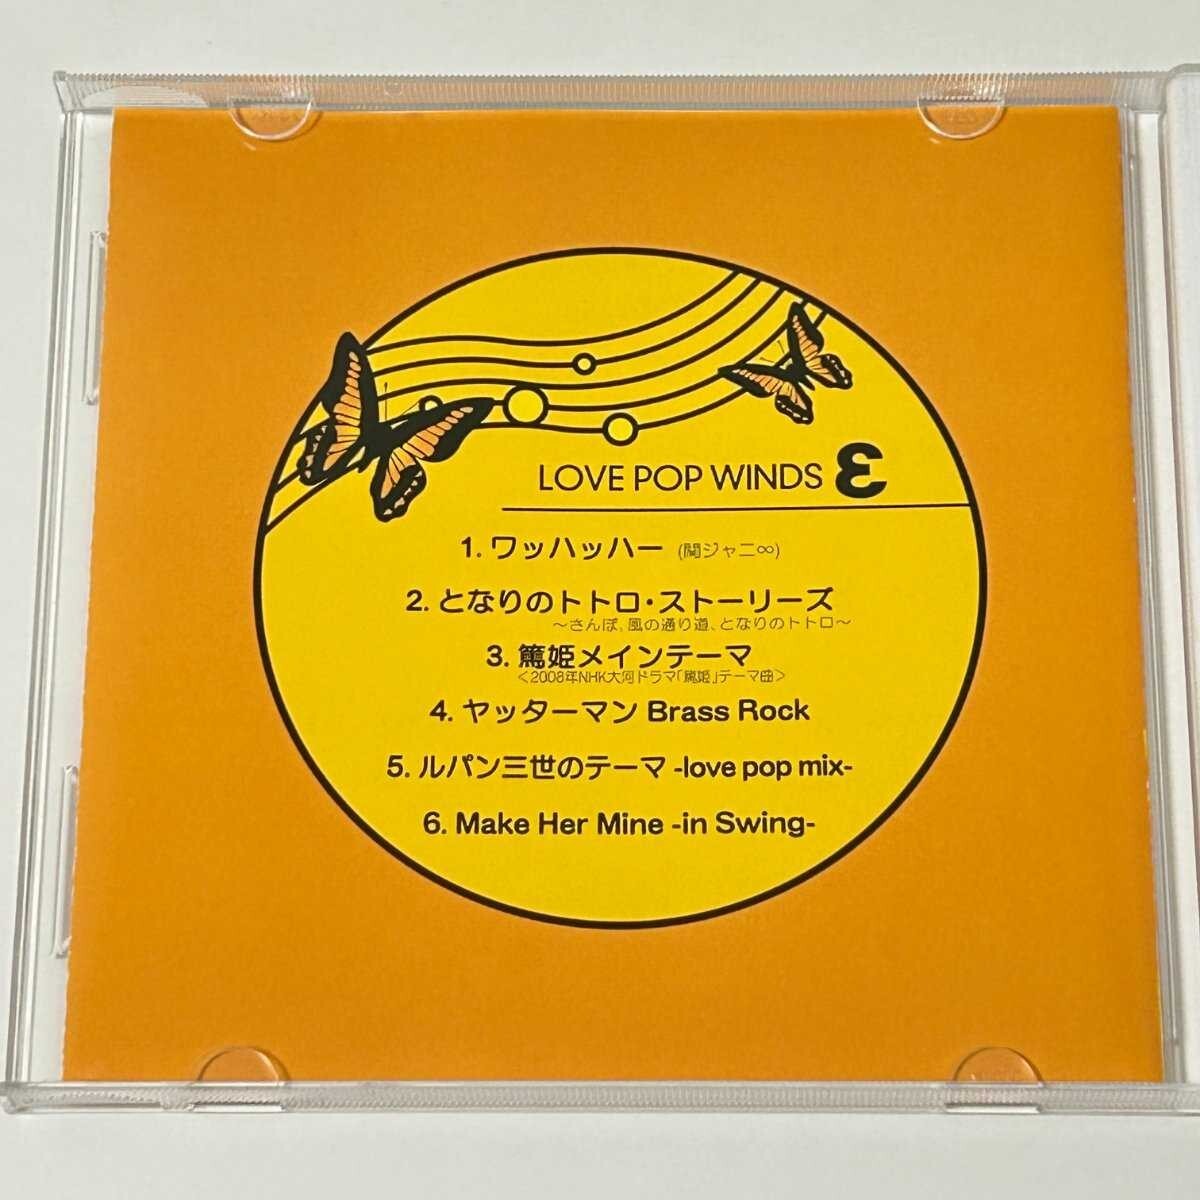 LOVE POP WINDS ε
1. ワッハッハー (関ジャニ∞)
2. となりのトトロ・ストーリーズ
～さんぽ、風の通り道、となりのトトロ～
3. 篤姫メインテーマ
<2008年NHK大河ドラマ「篤姫」テーマ曲>
4. ヤッターマン Brass Rock
5. ルパン三世のテーマ -love pop mix-
6. Make Her Mine -in Swing-